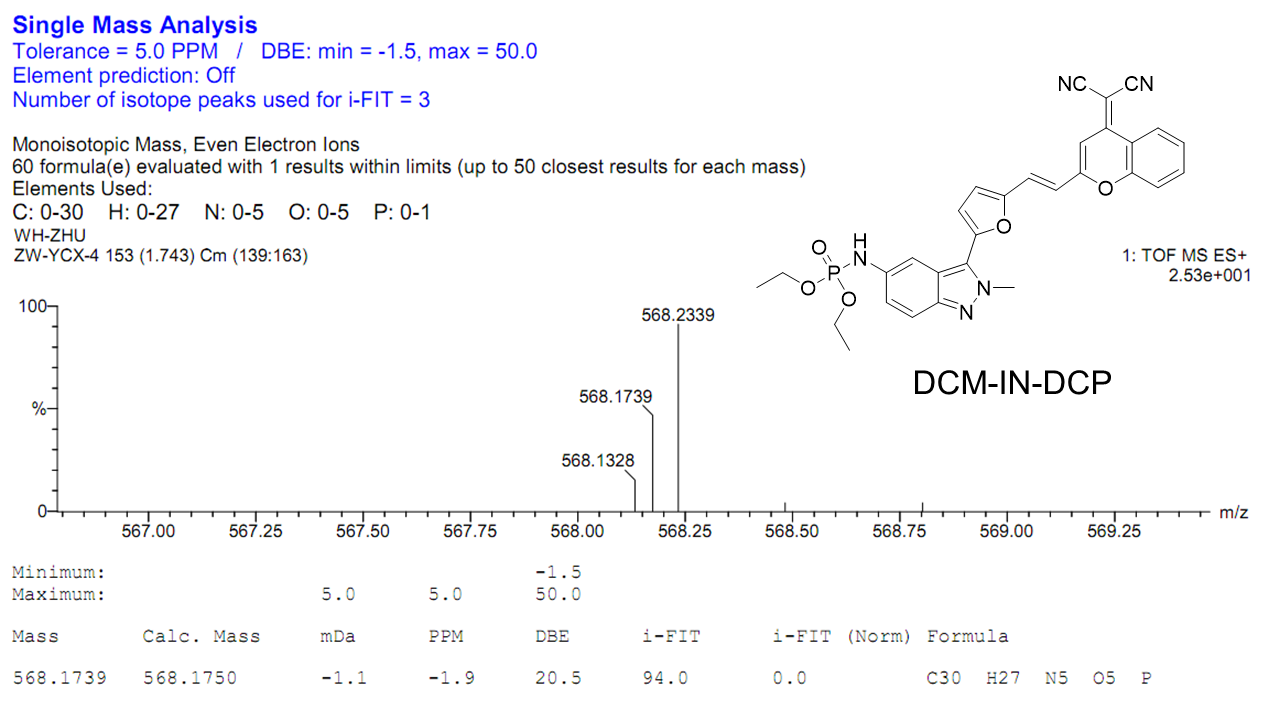 Single Mass Analysis
Tolerance = 5.0 PPM / DBE: min = -1.5, max = 50.0
Element prediction: Off
Number of isotope peaks used for i-FIT = 3
Monoisotopic Mass, Even Electron Ions
60 formula(e) evaluated with 1 results within limits (up to 50 closest results for each mass)
Elements Used:
C: 0-30 H: 0-27 N: 0-5 O: 0-5 P: 0-1
WH-ZHU
ZW-YCX-4 153 (1.743) Cm (139:163)
1: TOF MS ES+
2.53e+001
NC CN
O
O
H
N
O
P
O
O
N
N
DCM-IN-DCP
100
%
0
568.2339
568.1739
568.1328
567.00 567.25 567.50 567.75 568.00 568.25 568.50 568.75 569.00 569.25
m/z
Minimum: -1.5
Maximum: 5.0 5.0 50.0
Mass Calc. Mass mDa PPM DBE i-FIT i-FIT (Norm) Formula
568.1739 568.1750 -1.1 -1.9 20.5 94.0 0.0 C30 H27 N5 O5 P